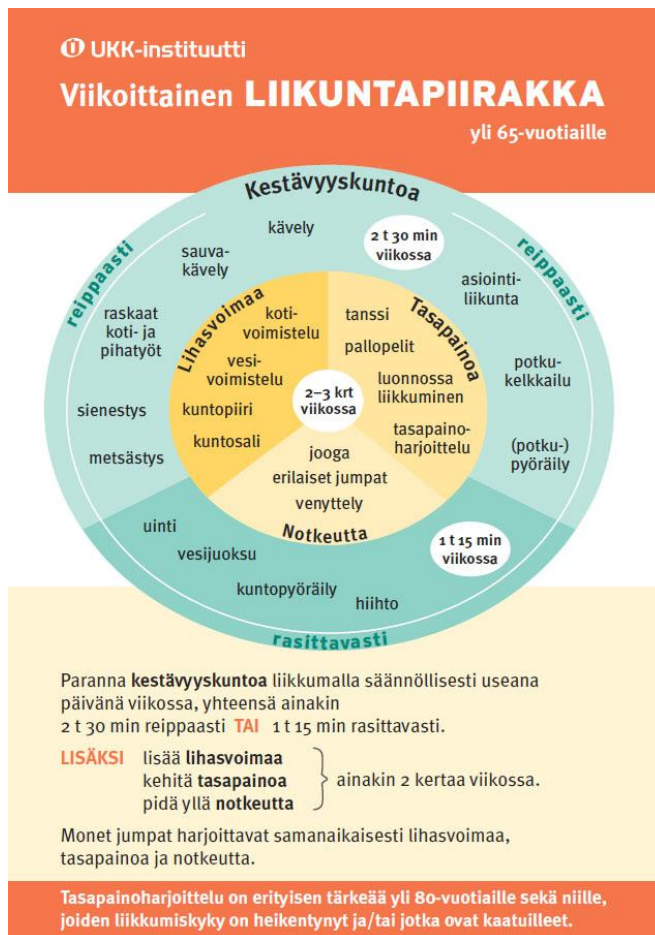 UKK-instituutti
Viikoittainen LIIKUNTAPIIRAKKA
yli 65-vuotiaille
Kestävyyskuntoa
reippaasti
reippaasti
kävely
2 t 30 min
viikossa
sauva-
kävely
asiointi-
liikunta
raskaat
koti- ja
pihatyöt
potku-
kelkkailu
sienestys
metsästys
(potku-)
pyöräily
Lihasvoimaa
koti-
voimistelu
vesi-
voimistelu
kuntopiiri
kuntosali
Tasapainoa
tanssi
pallopelit
luonnossa
liikkuminen
tasapaino-
harjoittelu
2–3 krt
viikossa
jooga
erilaiset jumpat
venyttely
Notkeutta
uinti
vesijuoksu
kuntopyöräily
hiihto
1 t 15 min
viikossa
rasittavasti
Paranna kestävyyskuntoa liikkumalla säännöllisesti useana
päivänä viikossa, yhteensä ainakin
2 t 30 min reippaasti TAI 1 t 15 min rasittavasti.
LISÄKSI lisää lihasvoimaa
kehitä tasapainoa
pidä yllä notkeutta
ainakin 2 kertaa viikossa.
Monet jumpat harjoittavat samanaikaisesti lihasvoimaa,
tasapainoa ja notkeutta.
Tasapainoharjoittelu on erityisen tärkeää yli 80-vuotiaille sekä niille,
joiden liikkumiskyky on heikentynyt ja/tai jotka ovat kaatuilleet.